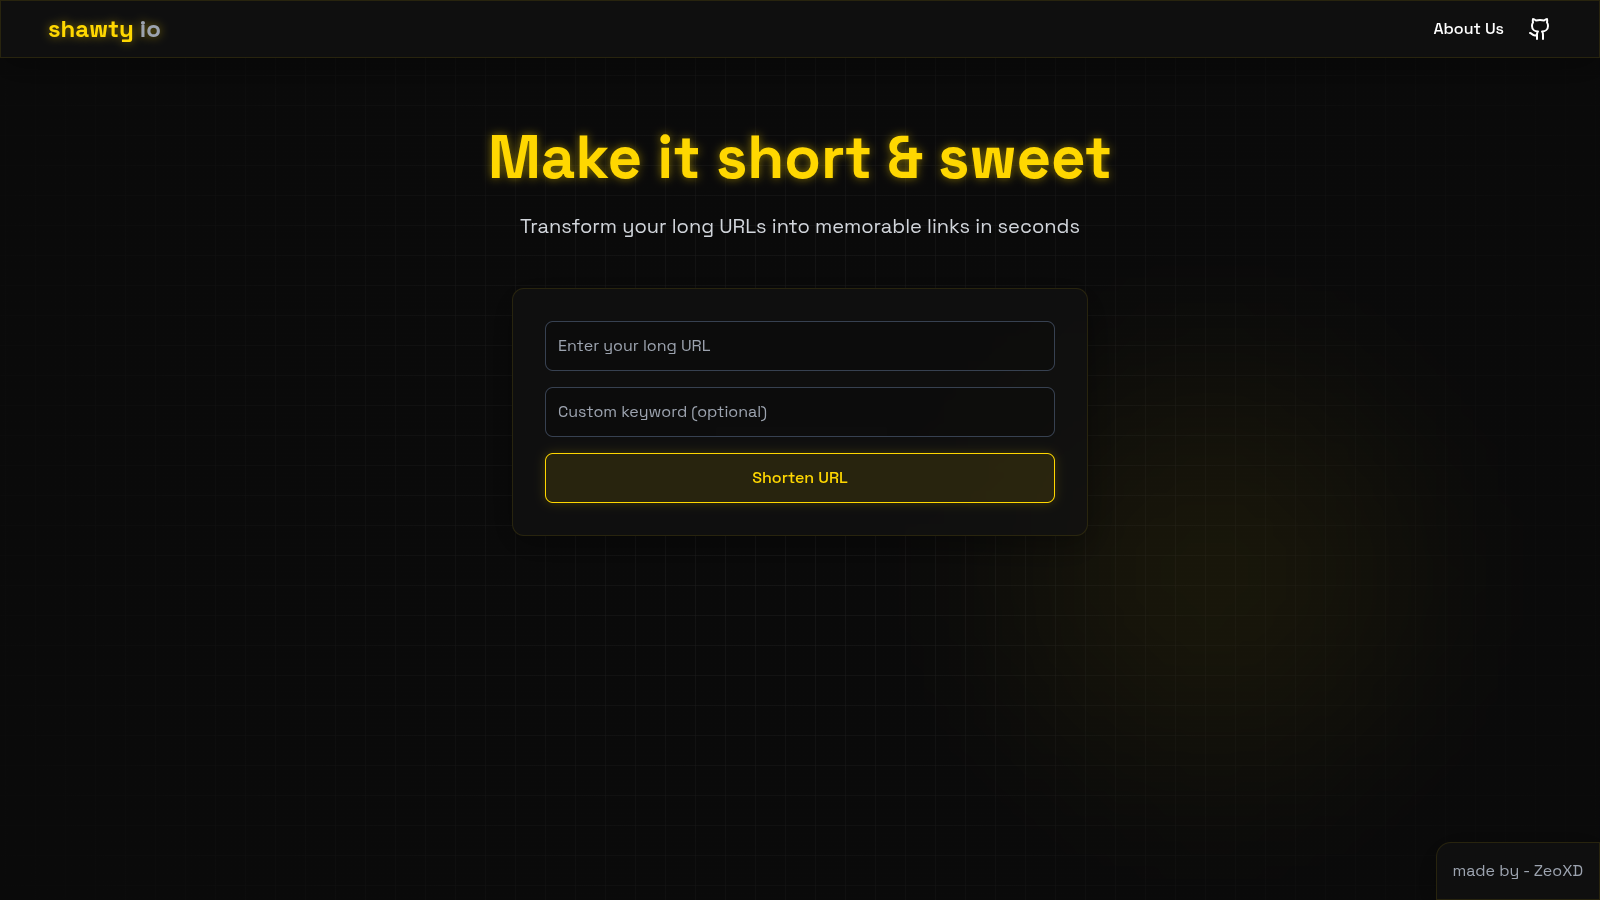 shawty io
About Us
Make it short & sweet
Transform your long URLs into memorable links in seconds
Enter your long URL
Custom keyword (optional)
Shorten URL
made by - ZeoXD